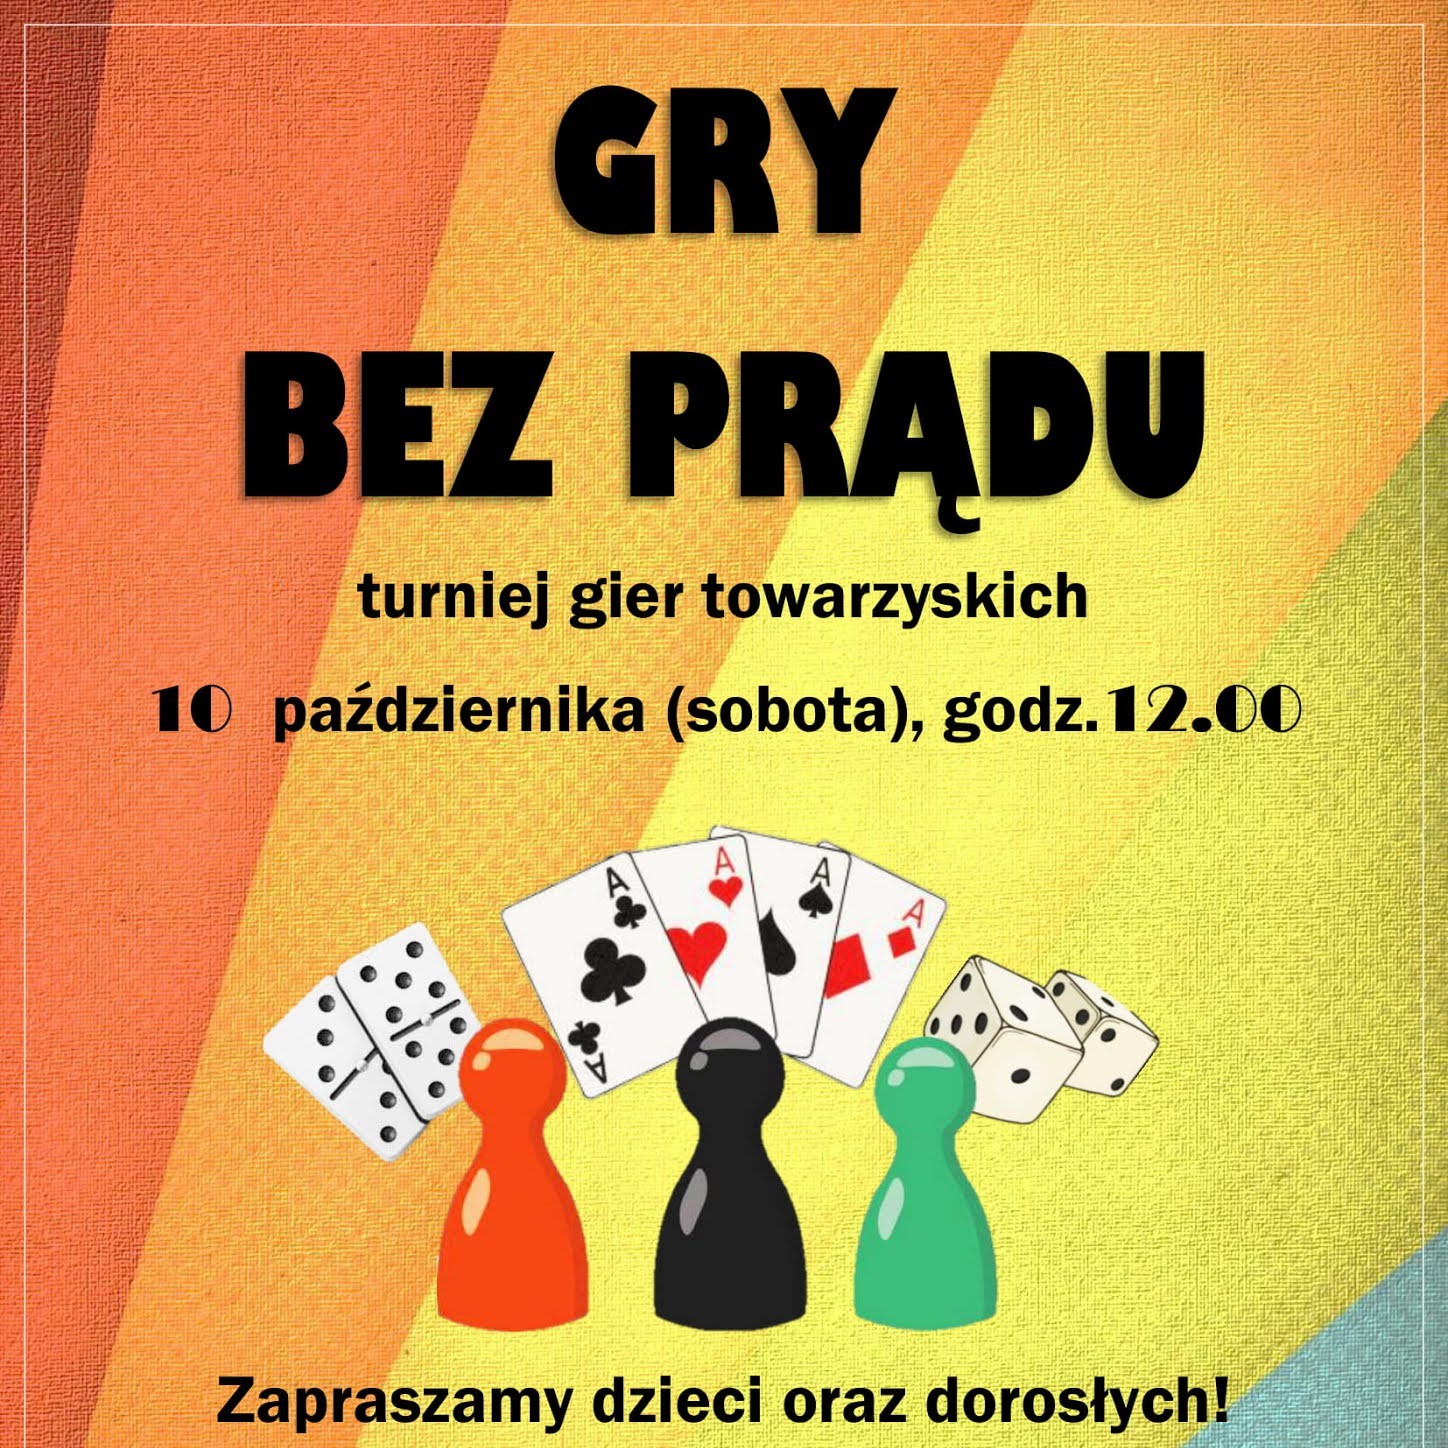 GRY
BEZ PRĄDU
turniej gier towarzyskich
10 października (sobota), godz.12.00
A A A A
A
Zapraszamy dzieci oraz dorosłych!